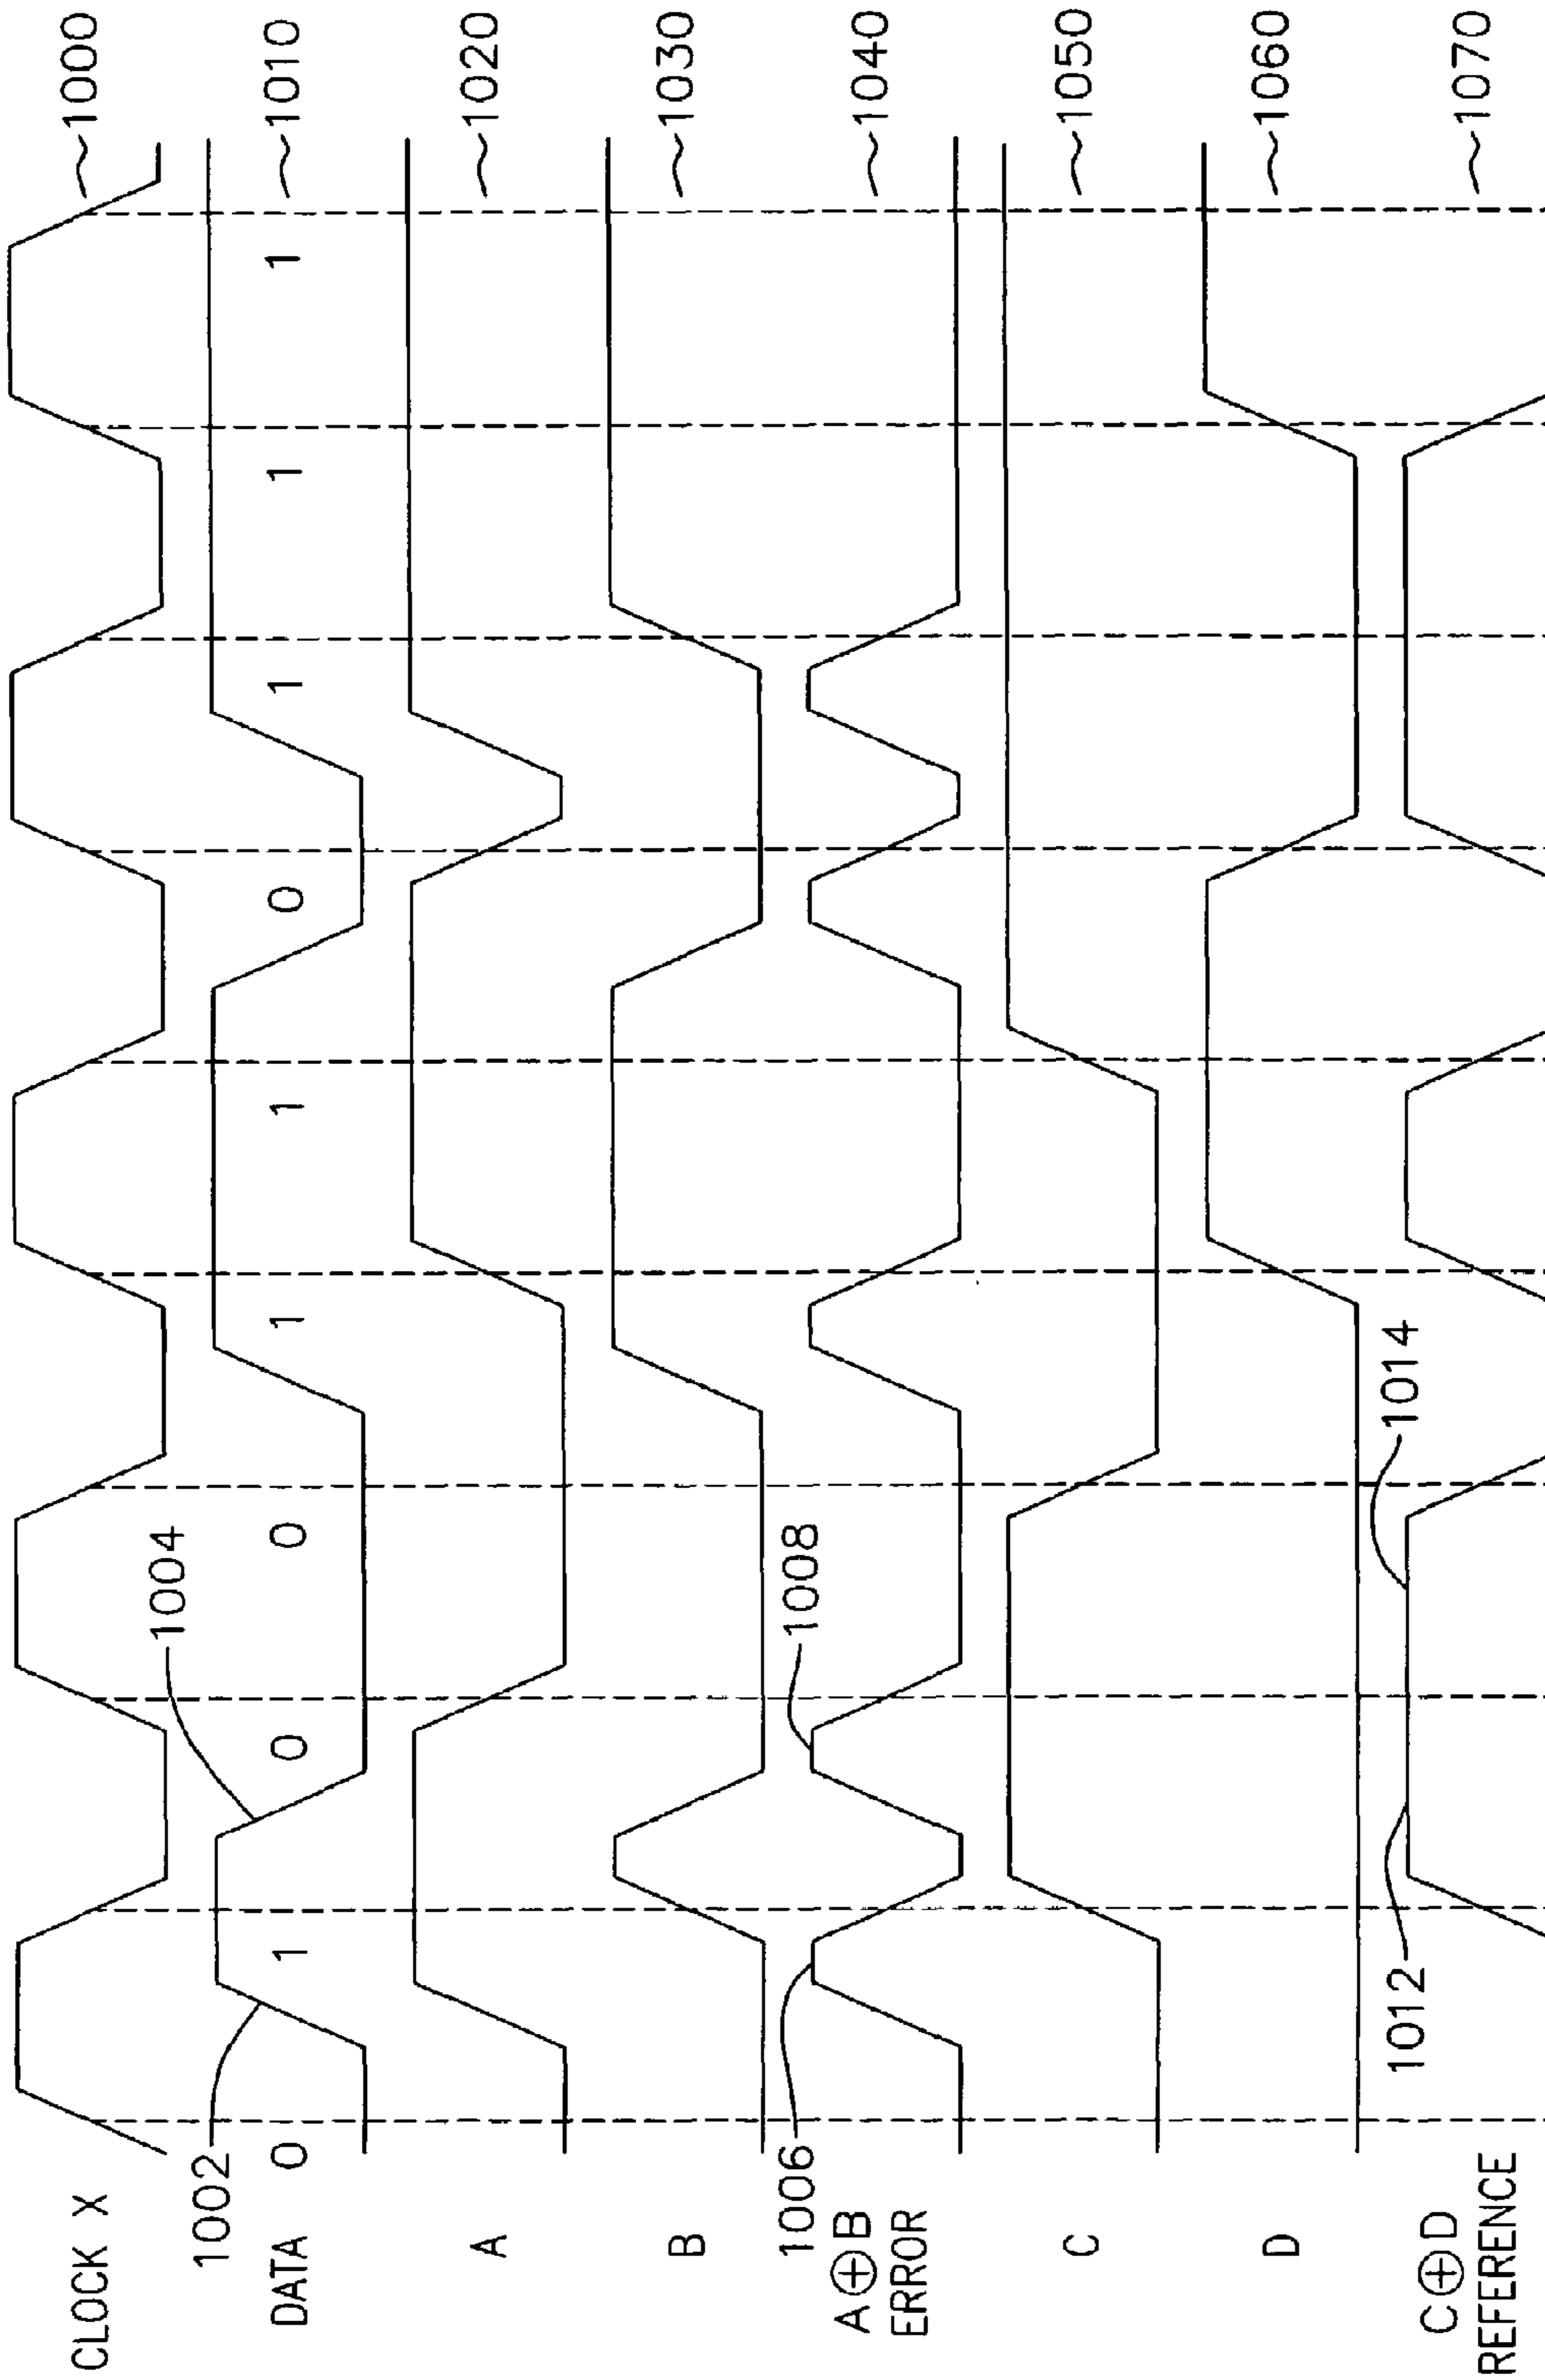 CLOCK X
1000
1002
1004
DATA 0 1 0 0 1 1 0 1 1 1
1010
A
1020
B
1030
1006
1008
A⊕B
ERROR
1040
C
1050
D
1060
1012
1014
C⊕D
REFERENCE
1070